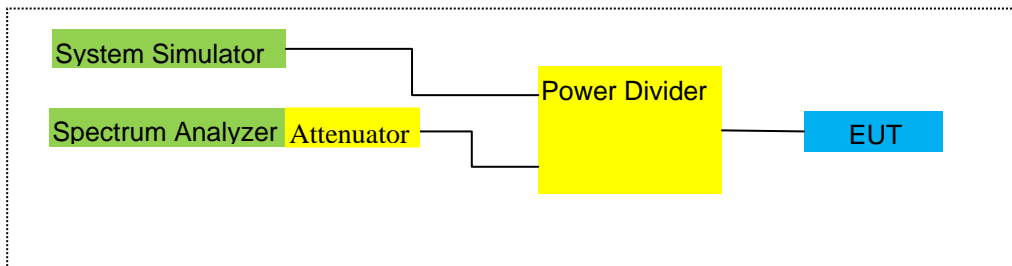 System Simulator
Power Divider
Spectrum Analyzer Attenuator
EUT